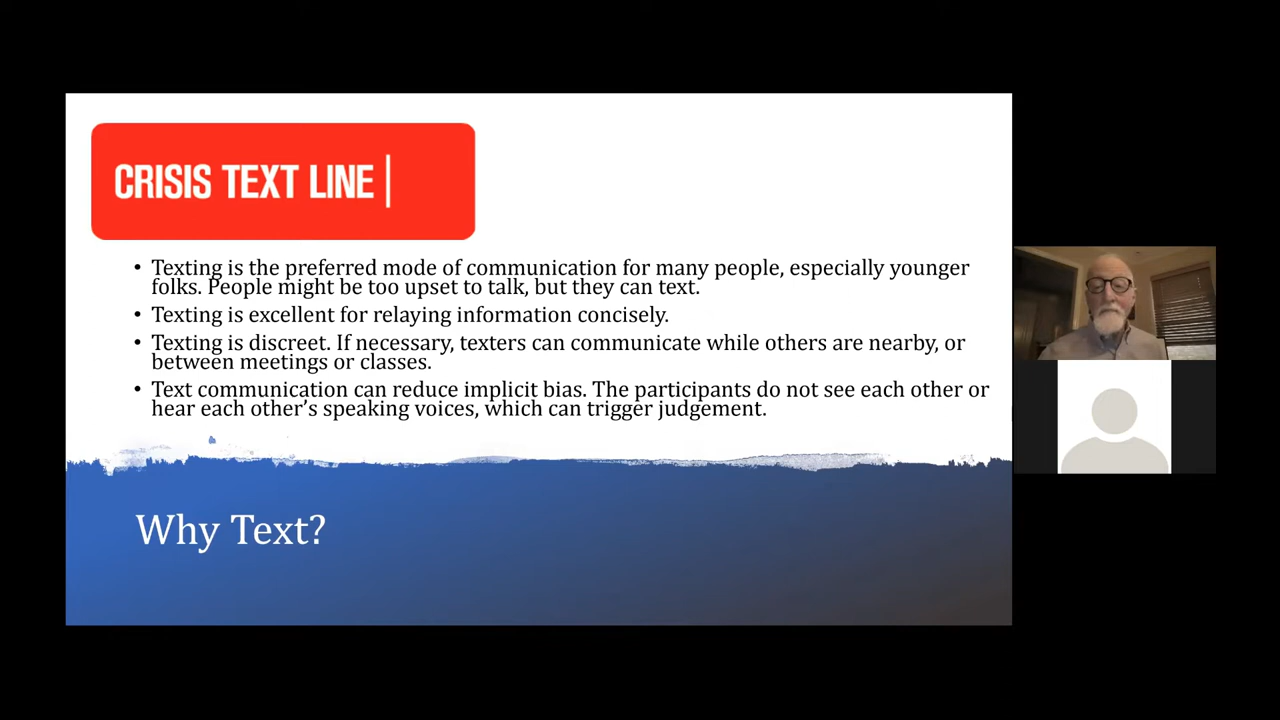 CRISIS TEXT LINE |
• Texting is the preferred mode of communication for many people, especially younger
folks. People might be too upset to talk, but they can text.
• Texting is excellent for relaying information concisely.
• Texting is discreet. If necessary, texters can communicate while others are nearby, or
between meetings or classes.
• Text communication can reduce implicit bias. The participants do not see each other or
hear each other’s speaking voices, which can trigger judgement.
Why Text?